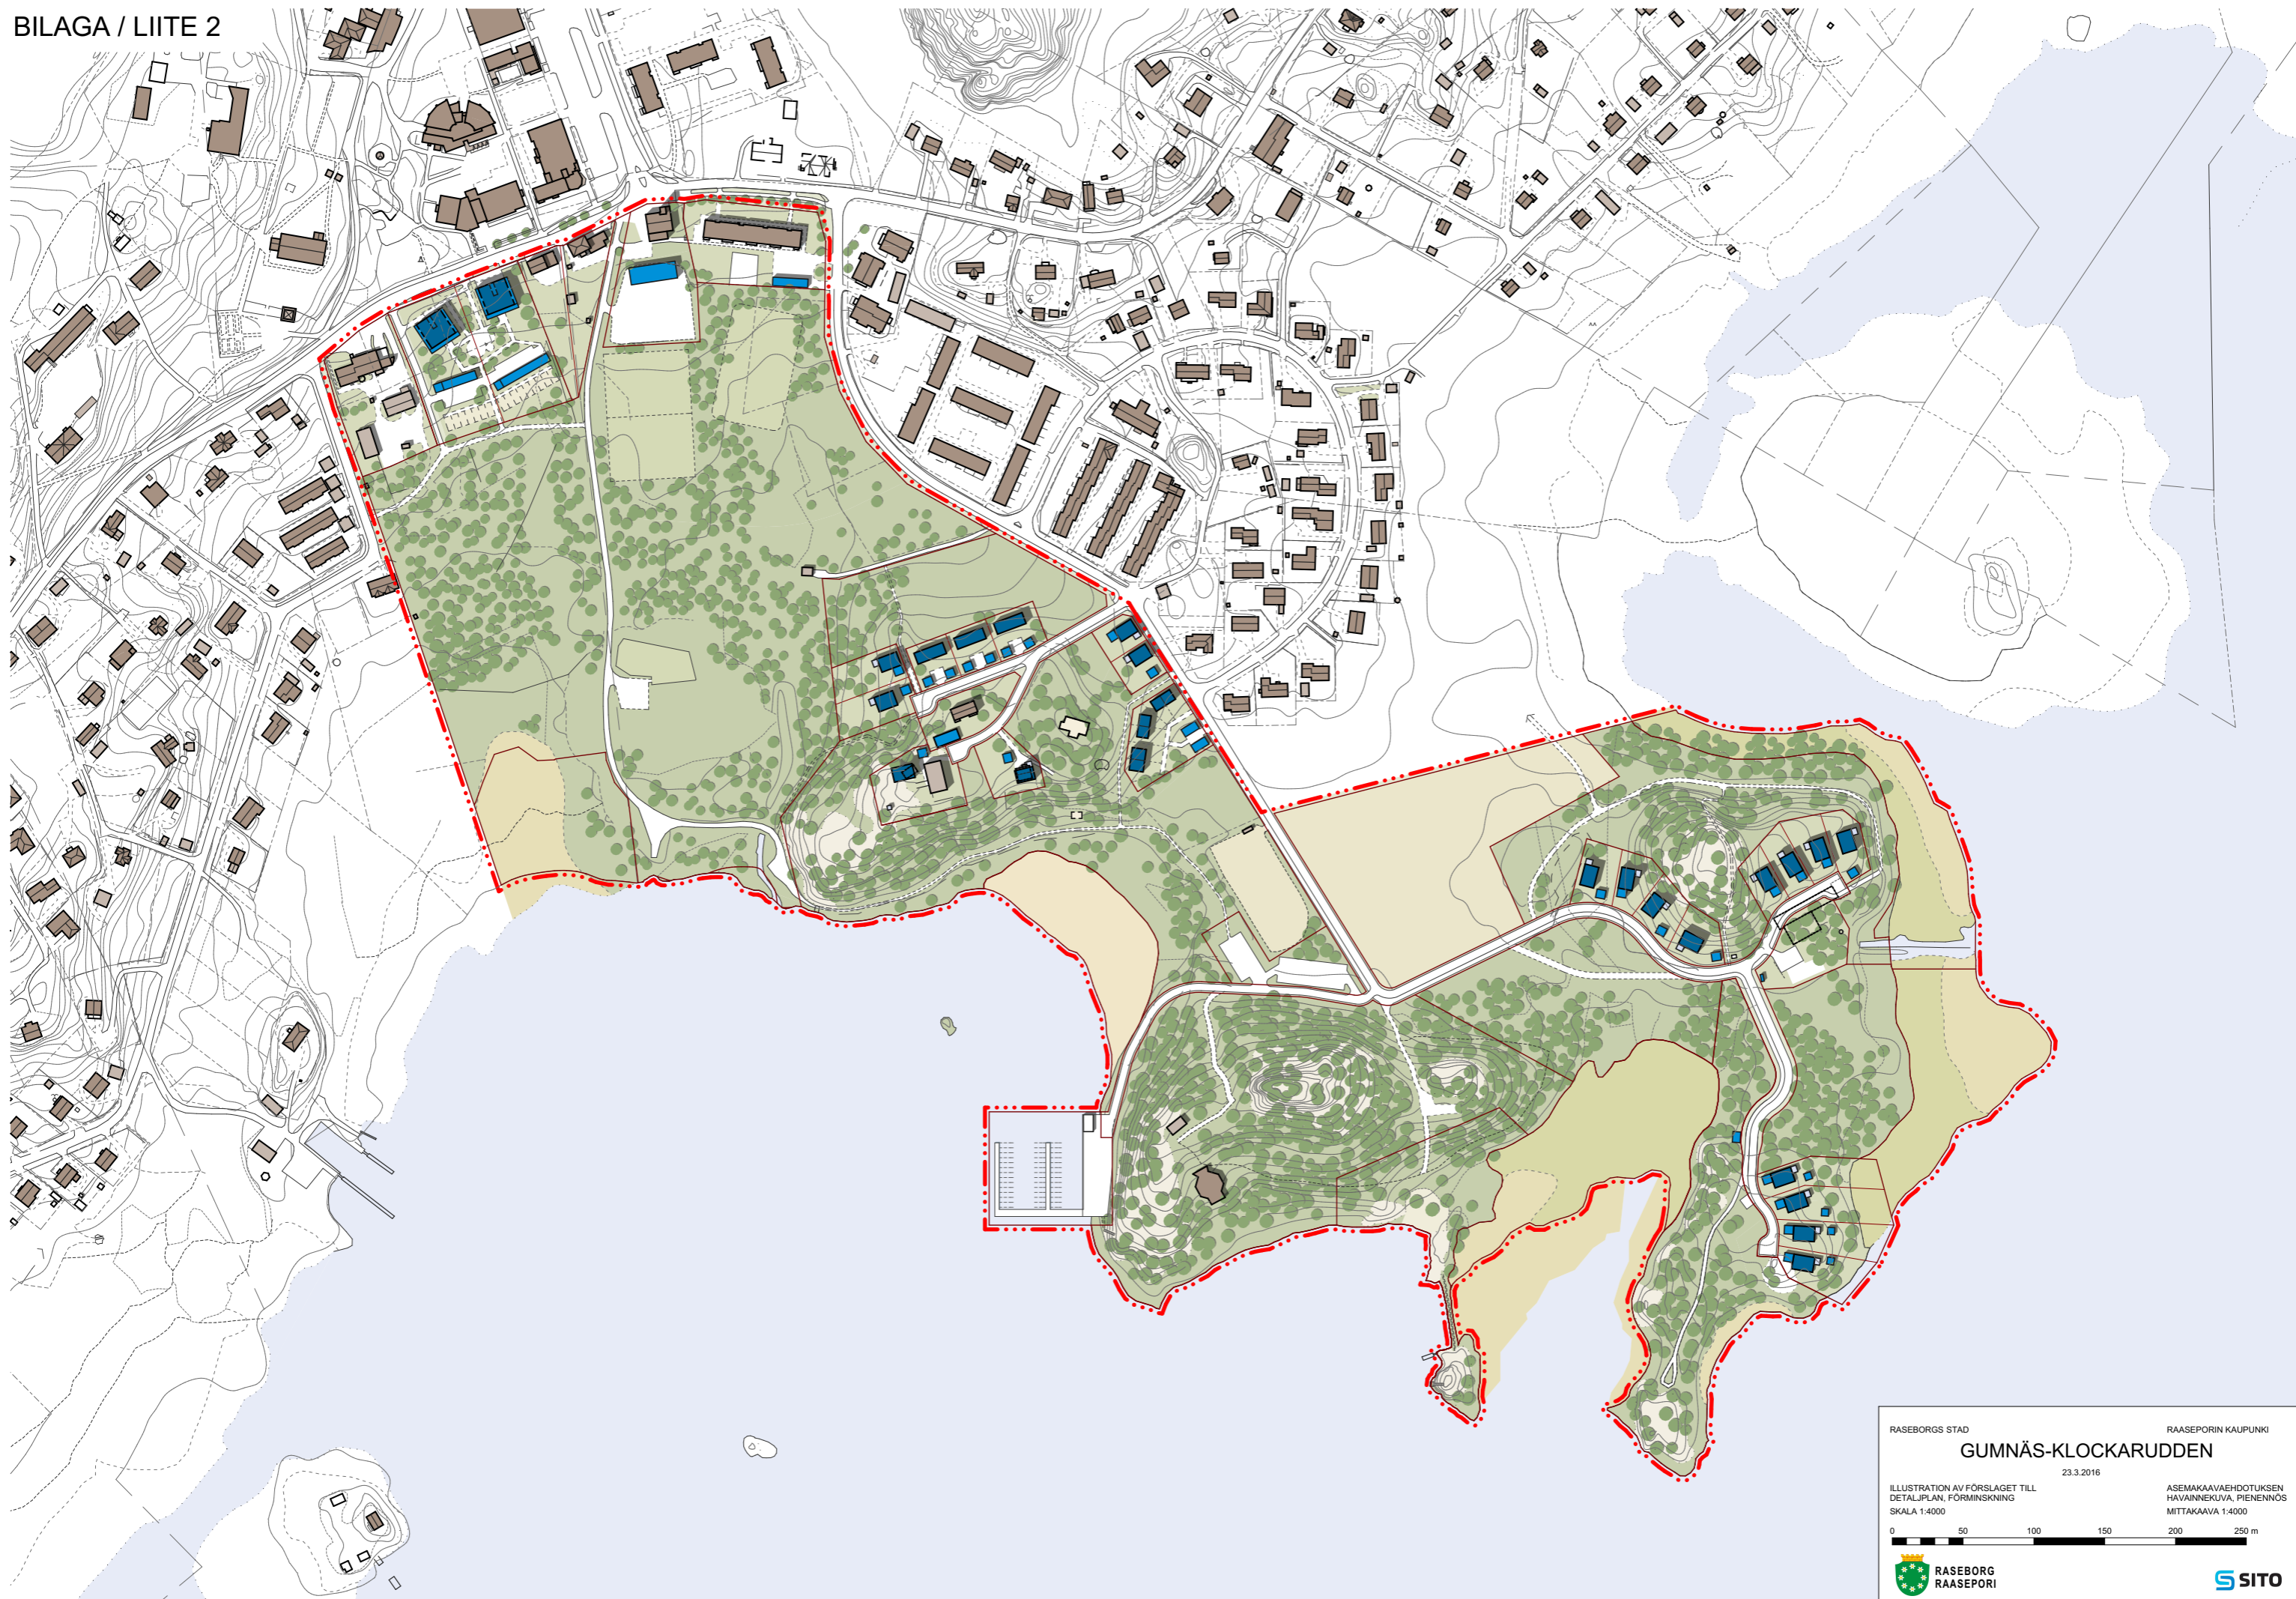 BILAGA / LIITE 2
RASEBORGS STAD
RAASEPORIN KAUPUNKI
GUMNÄS-KLOCKARUDDEN
23.3.2016
ILLUSTRATION AV FÖRSLAGET TILL
DETALJPLAN, FÖRMINSKNING
SKALA 1:4000
ASEMAKAAVAEHDOTUKSEN
HAVAINNEKUVA, PIENENNÖS
MITTAKAAVA 1:4000
0 50 100 150 200 250 m
RASEBORG
RAASEPORI
SITO